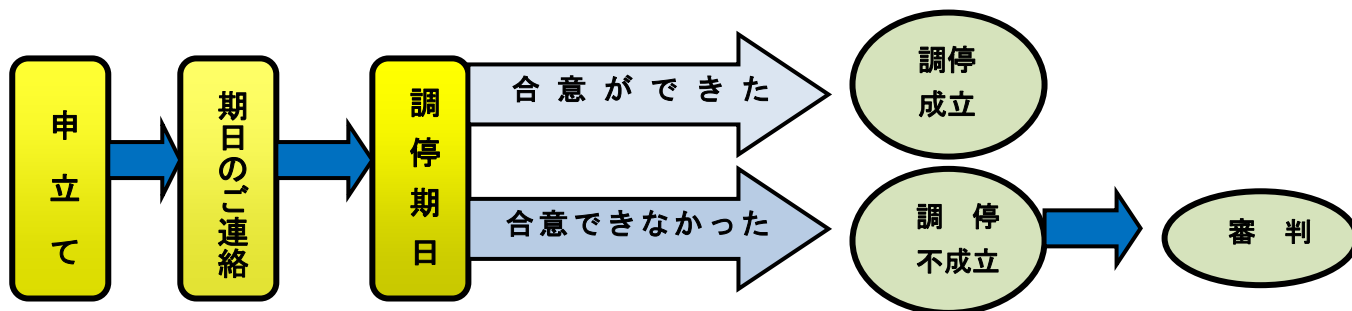 申立て
期日のご連絡
調停期日
合意ができた
合意できなかった
調停
成立
調　停
不成立
審　判